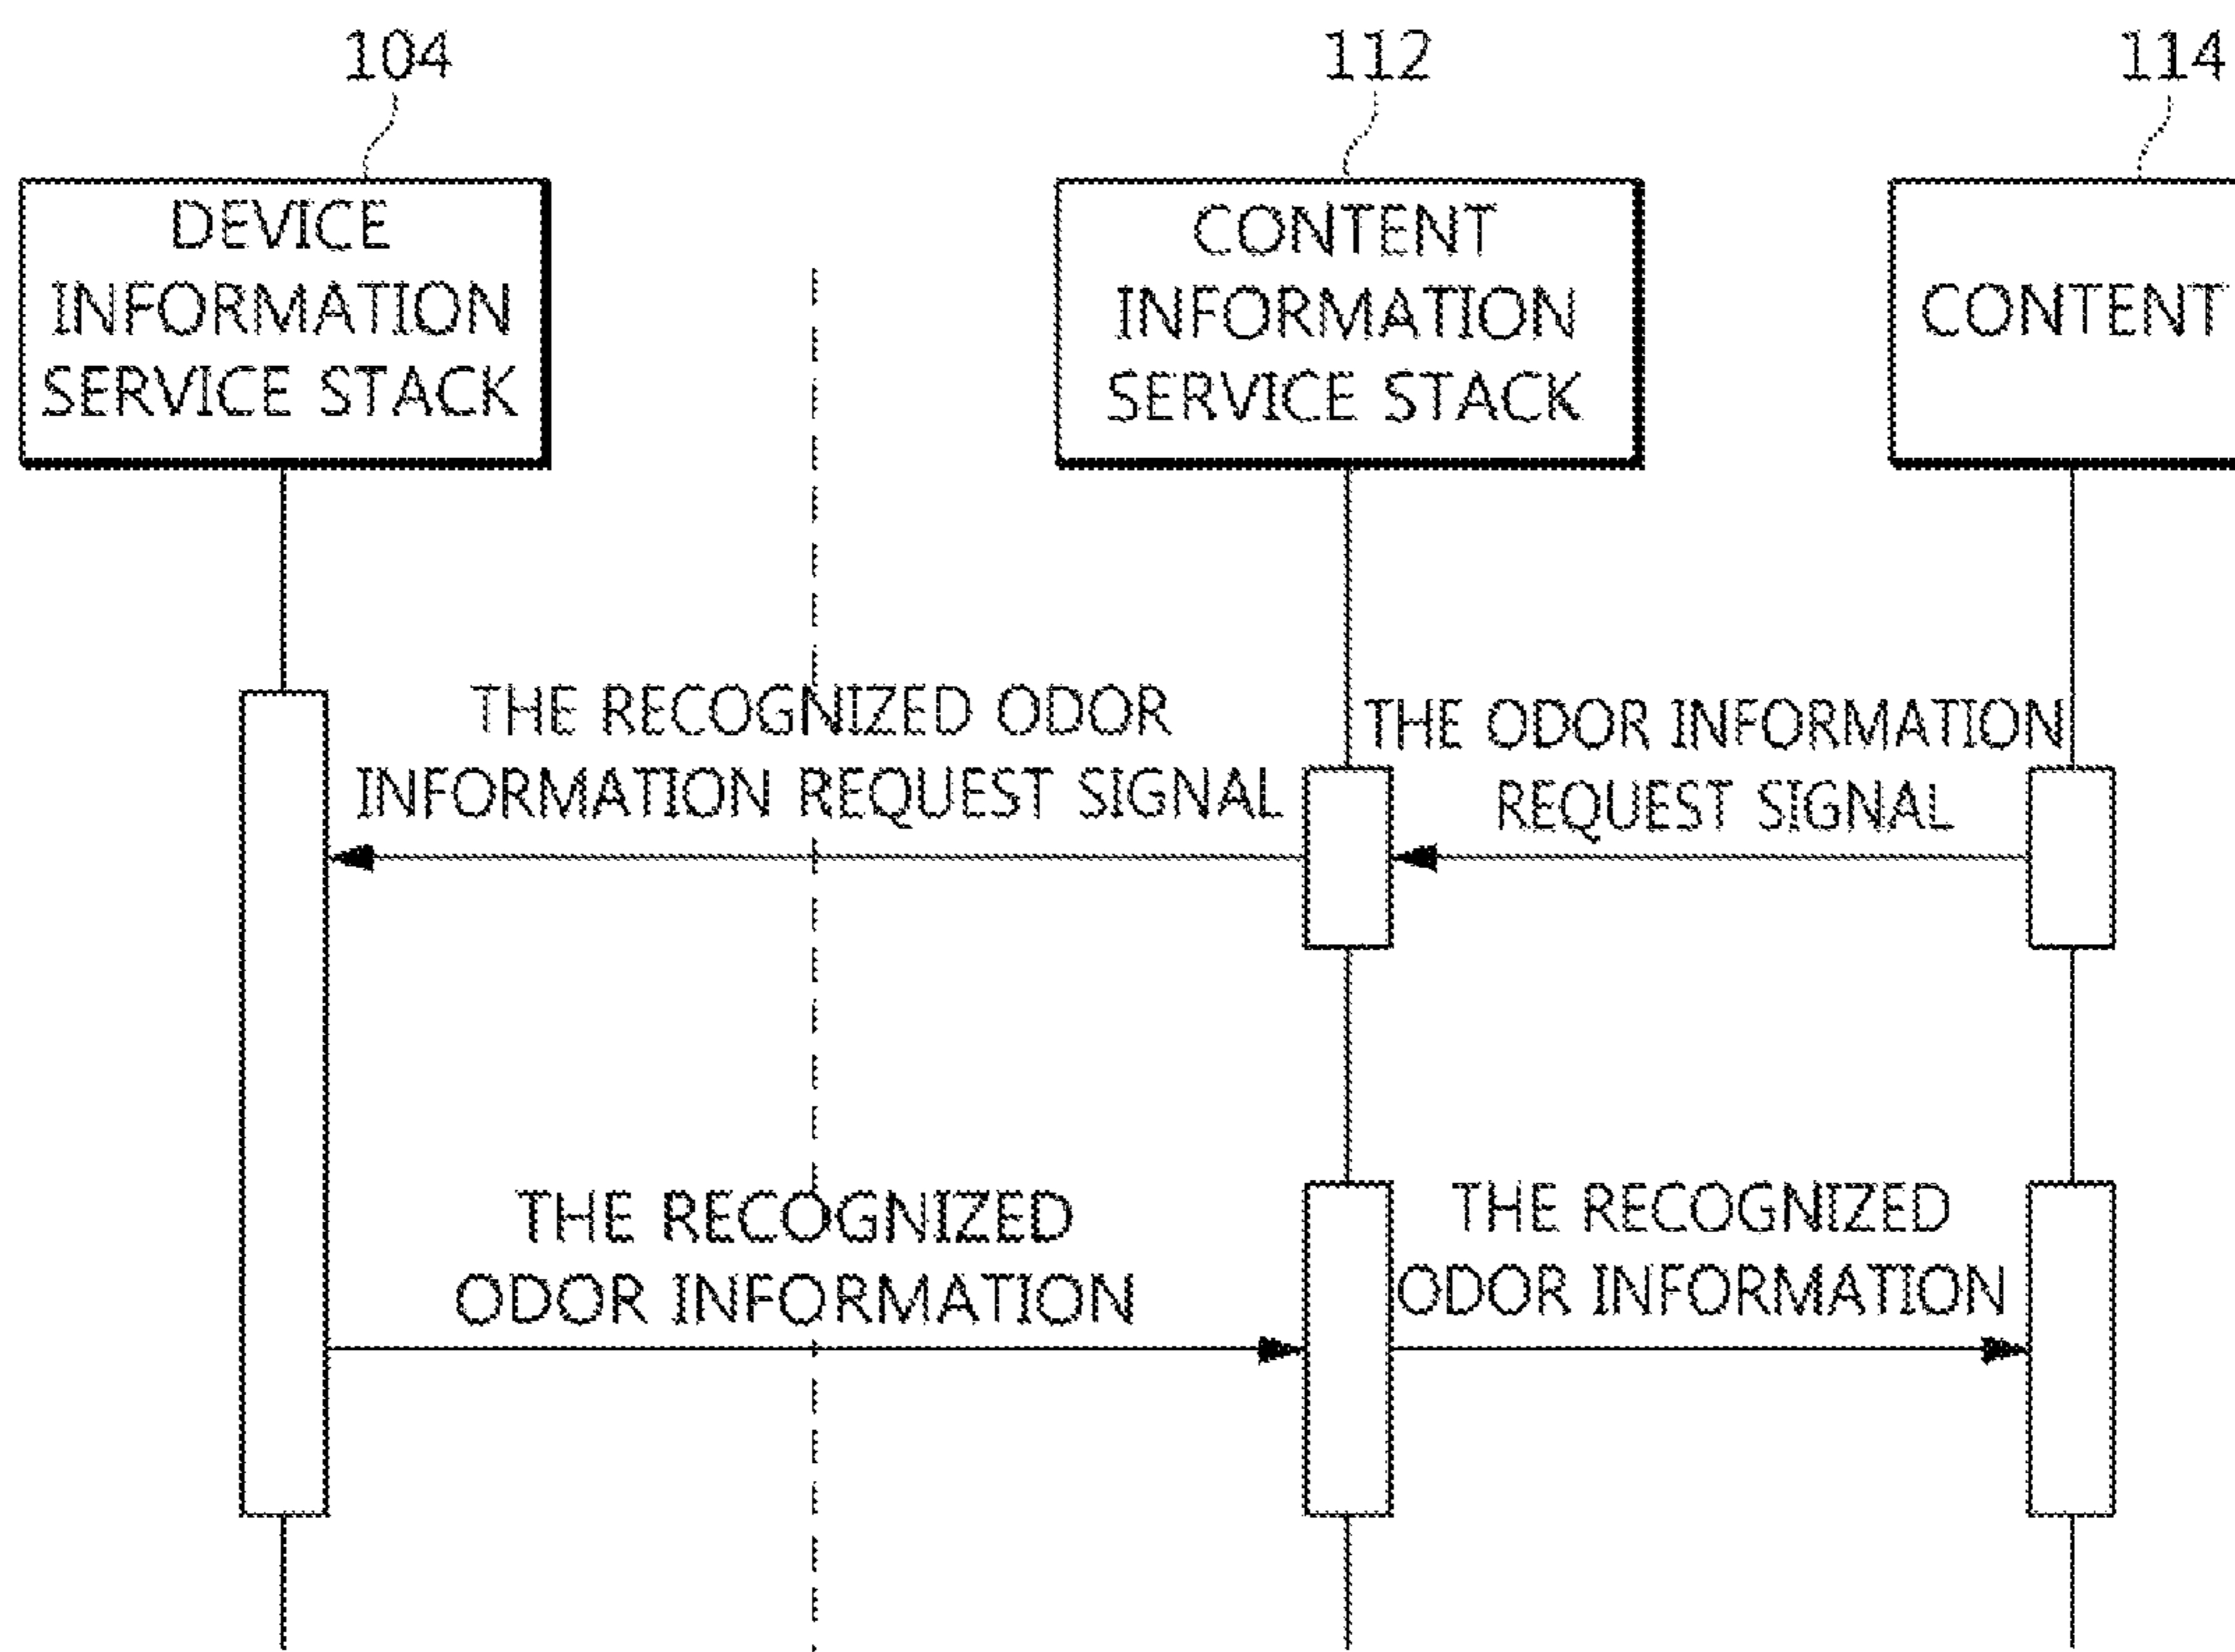 104
112
114
DEVICE
INFORMATION
SERVICE STACK
CONTENT
INFORMATION
SERVICE STACK
CONTENT
THE RECOGNIZED ODOR
INFORMATION REQUEST SIGNAL
THE ODOR INFORMATION
REQUEST SIGNAL
THE RECOGNIZED
ODOR INFORMATION
THE RECOGNIZED
ODOR INFORMATION